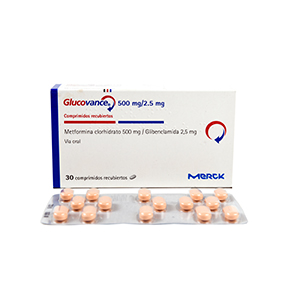 Glucovance® 500 mg/2.5 mg
Comprimidos recubiertos
Metformina clorhidrato 500 mg / Glibenclamida 2,5 mg
Vía oral
30 comprimidos recubiertos
MERCK